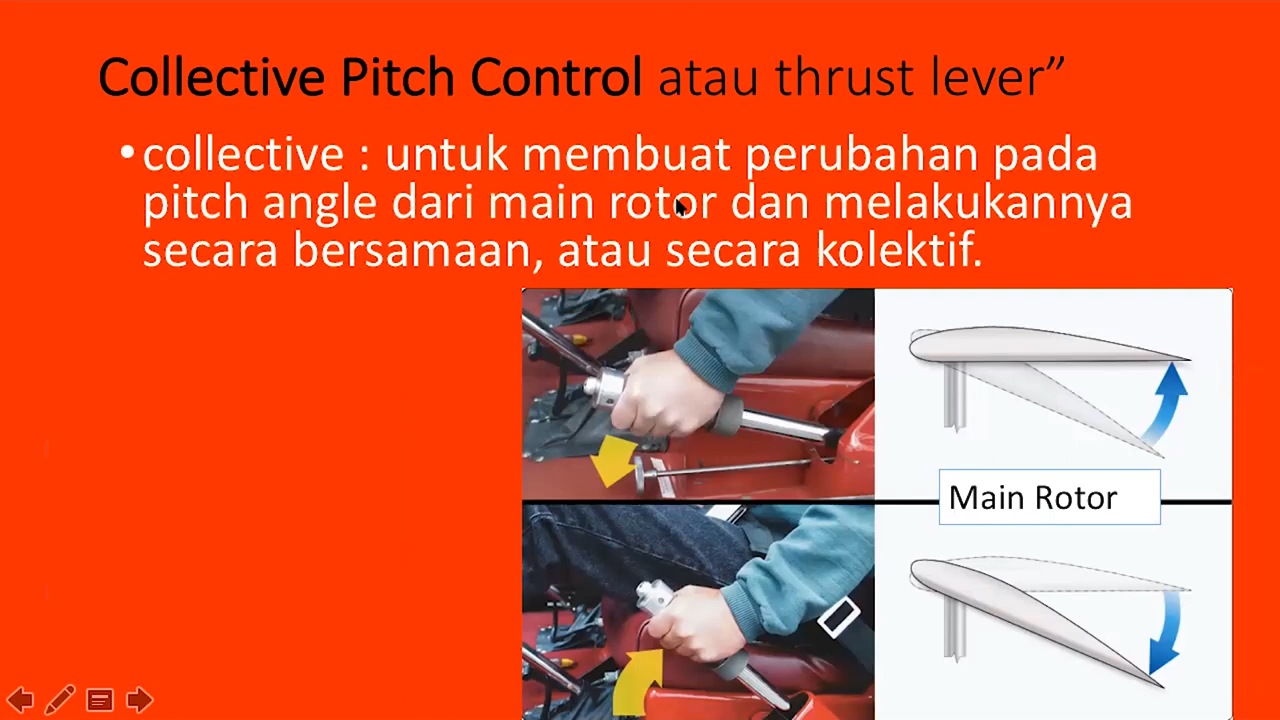 Collective Pitch Control atau thrust lever”
• collective : untuk membuat perubahan pada
pitch angle dari main rotor dan melakukannya
secara bersamaan, atau secara kolektif.
Main Rotor